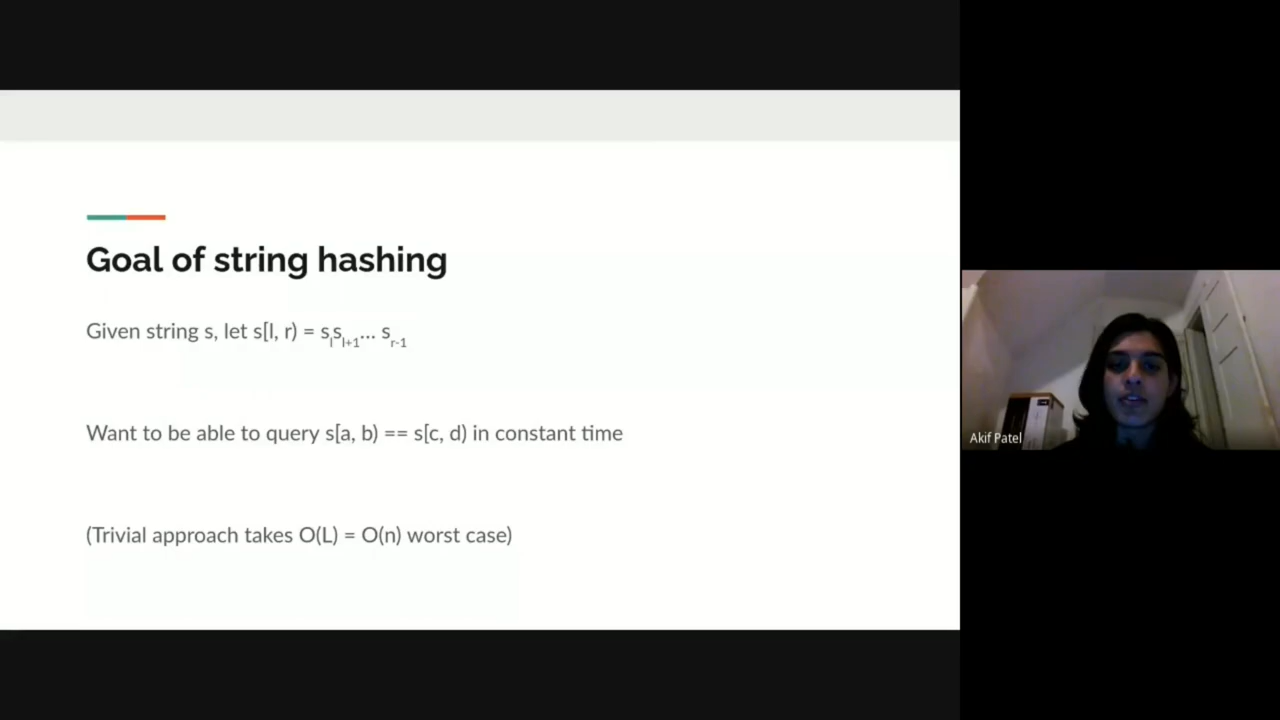 Goal of string hashing
Given string s, let s[l, r) = sₗsₗ₊₁... sᵣ₋₁
Want to be able to query s[a, b) == s[c, d) in constant time
(Trivial approach takes O(L) = O(n) worst case)
Akif Patel